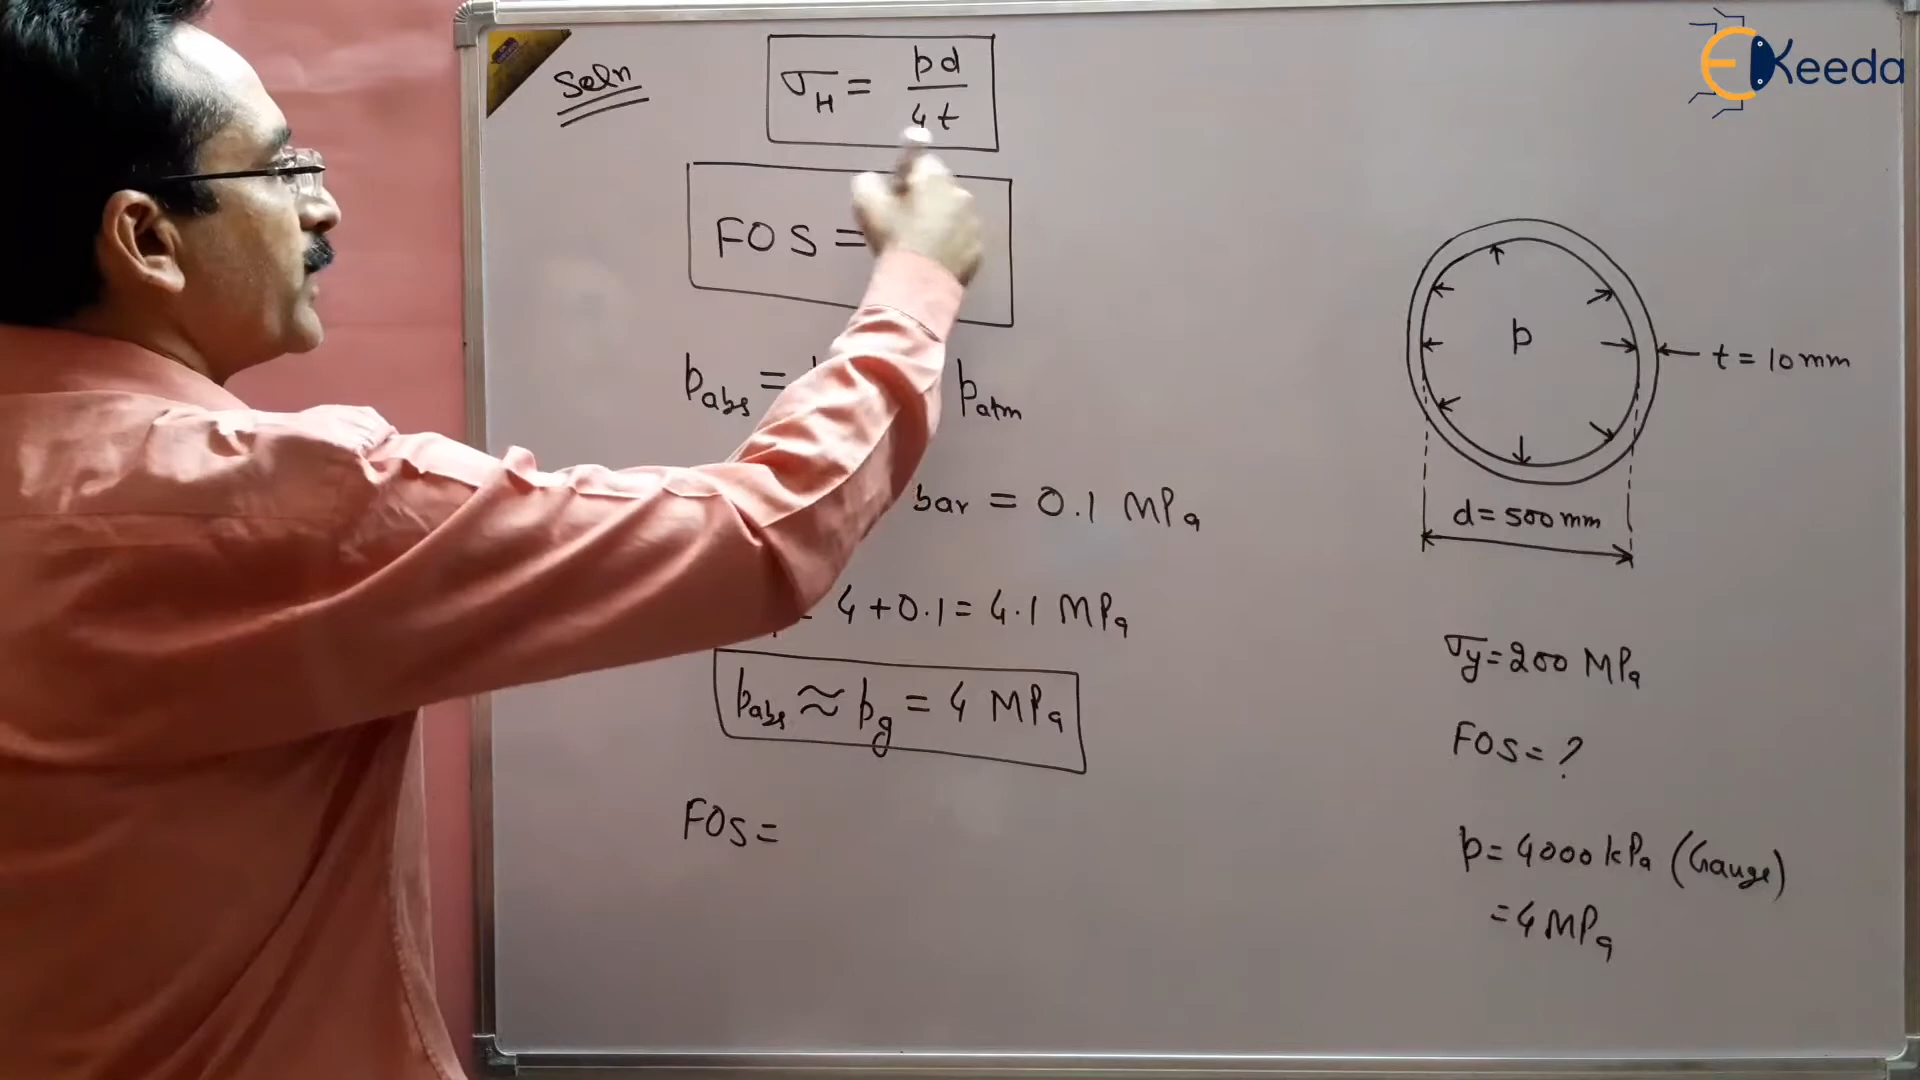 Soln
σH = pd / 4t
FOS =
pabs = patm
bar = 0.1 MPa
= 4 + 0.1 = 4.1 MPa
pabs ≈ pg = 4 MPa
FOS =
EKeeda
p
t = 10 mm
d = 500 mm
σy = 200 MPa
FOS = ?
p = 4000 kPa (Gauge)
= 4 MPa